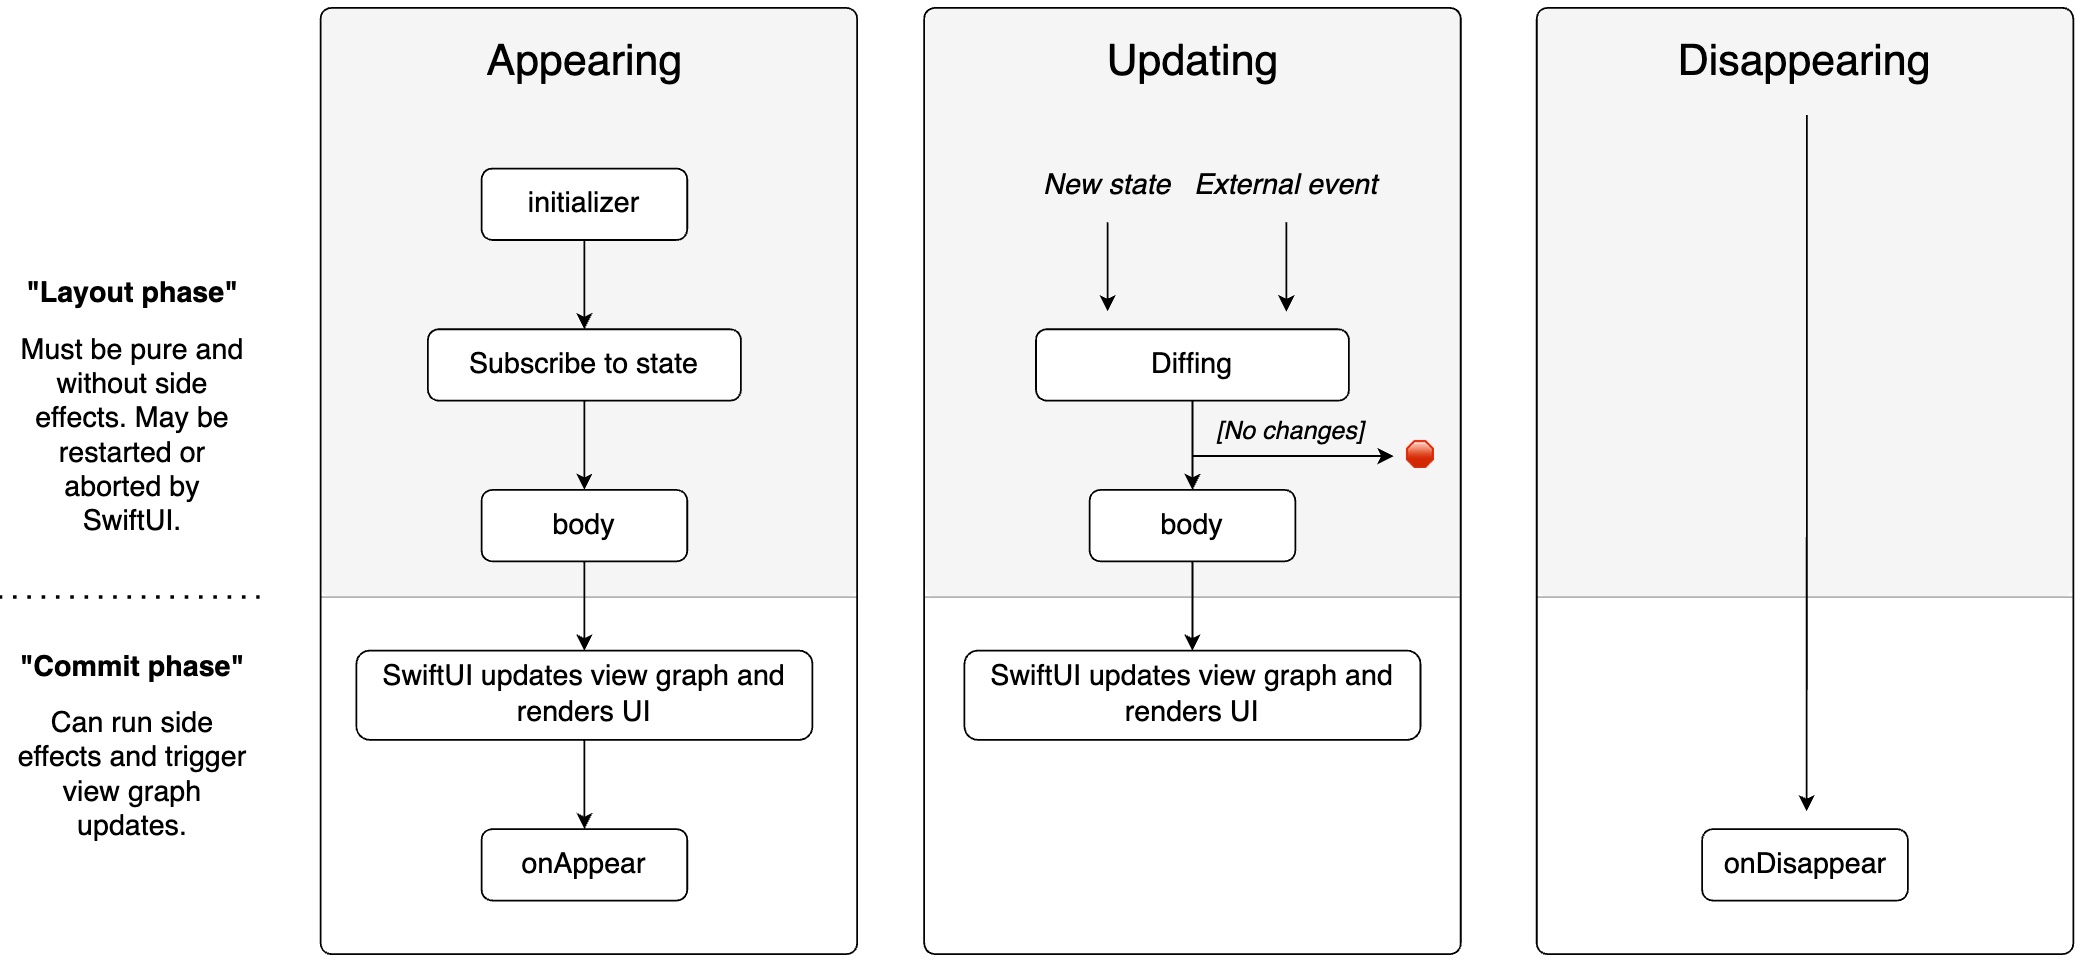 Appearing
Updating
Disappearing
"Layout phase"
Must be pure and
without side
effects. May be
restarted or
aborted by
SwiftUI.
"Commit phase"
Can run side
effects and trigger
view graph
updates.
initializer
Subscribe to state
body
SwiftUI updates view graph and
renders UI
onAppear
New state
External event
Diffing
[No changes]
body
SwiftUI updates view graph and
renders UI
onDisappear